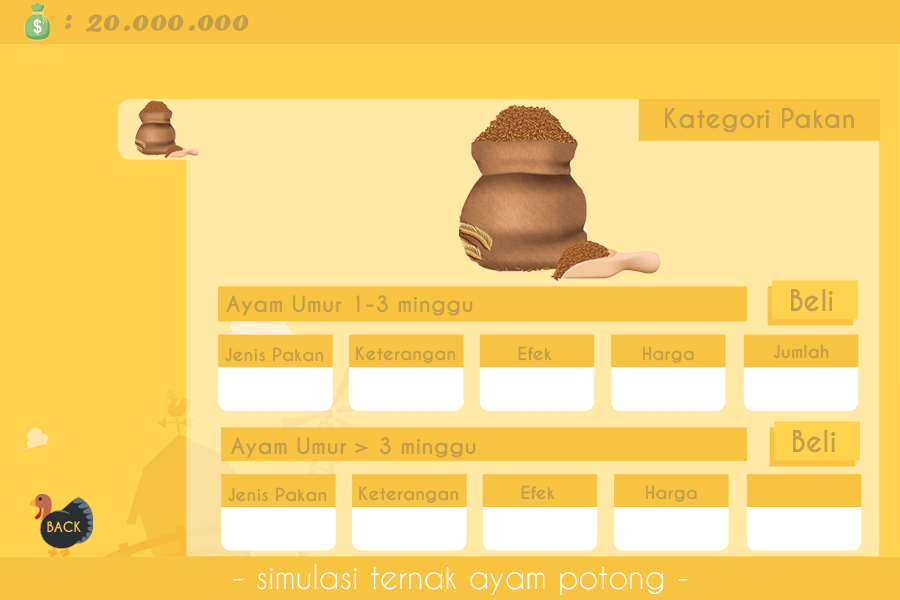 $ : 20.000.000
Kategori Pakan
Ayam Umur 1-3 minggu
Beli
Jenis Pakan Keterangan Efek Harga Jumlah
Ayam Umur > 3 minggu
Beli
Jenis Pakan Keterangan Efek Harga
BACK
- simulasi ternak ayam potong -